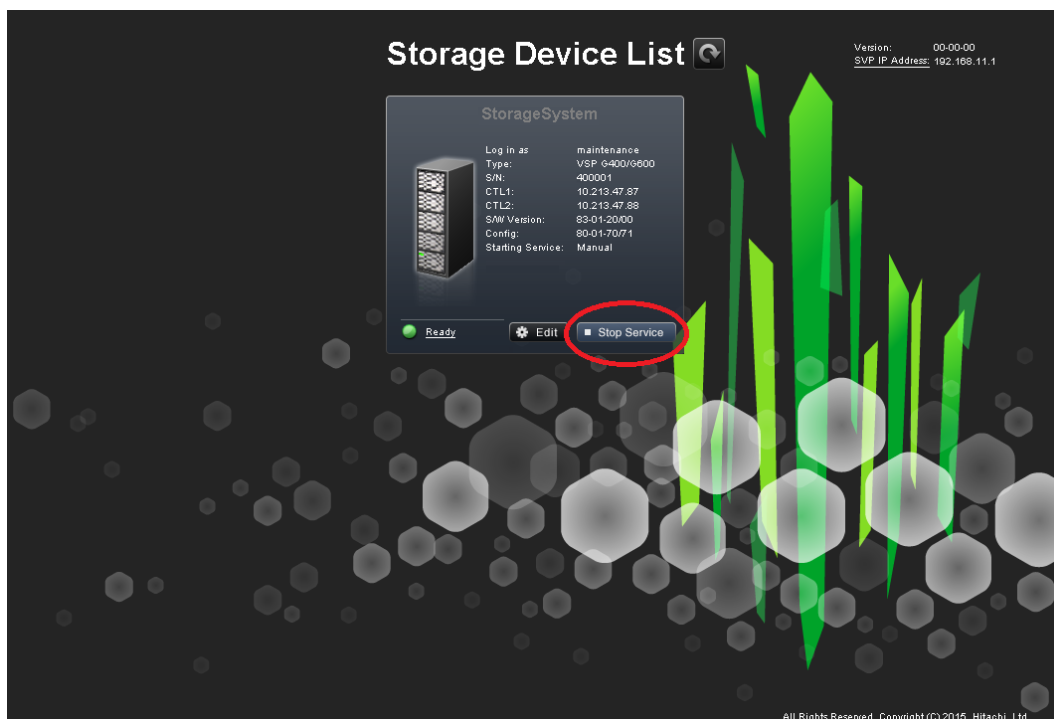 Storage Device List
Version: 00-00-00
SVP IP Address: 192.168.11.1
StorageSystem
Log in as maintenance
Type: VSP G400/G600
S/N: 400001
CTL1: 10.213.47.87
CTL2: 10.213.47.88
S/W Version: 83-01-20/00
Config: 80-01-70/71
Starting Service: Manual
Ready
Edit
Stop Service
All Rights Reserved, Copyright (C) 2015, Hitachi, Ltd.